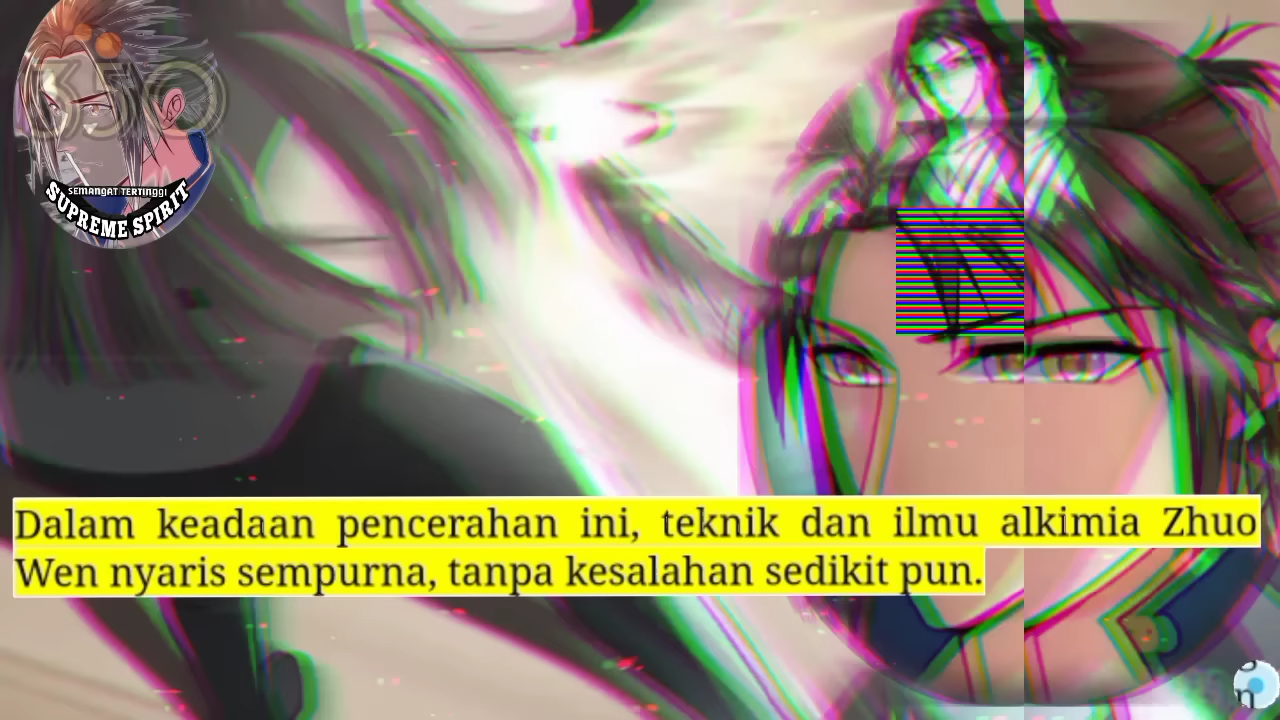 350
SEMANGAT TERTINGGI
SUPREME SPIRIT
Dalam keadaan pencerahan ini, teknik dan ilmu alkimia Zhuo
Wen nyaris sempurna, tanpa kesalahan sedikit pun.